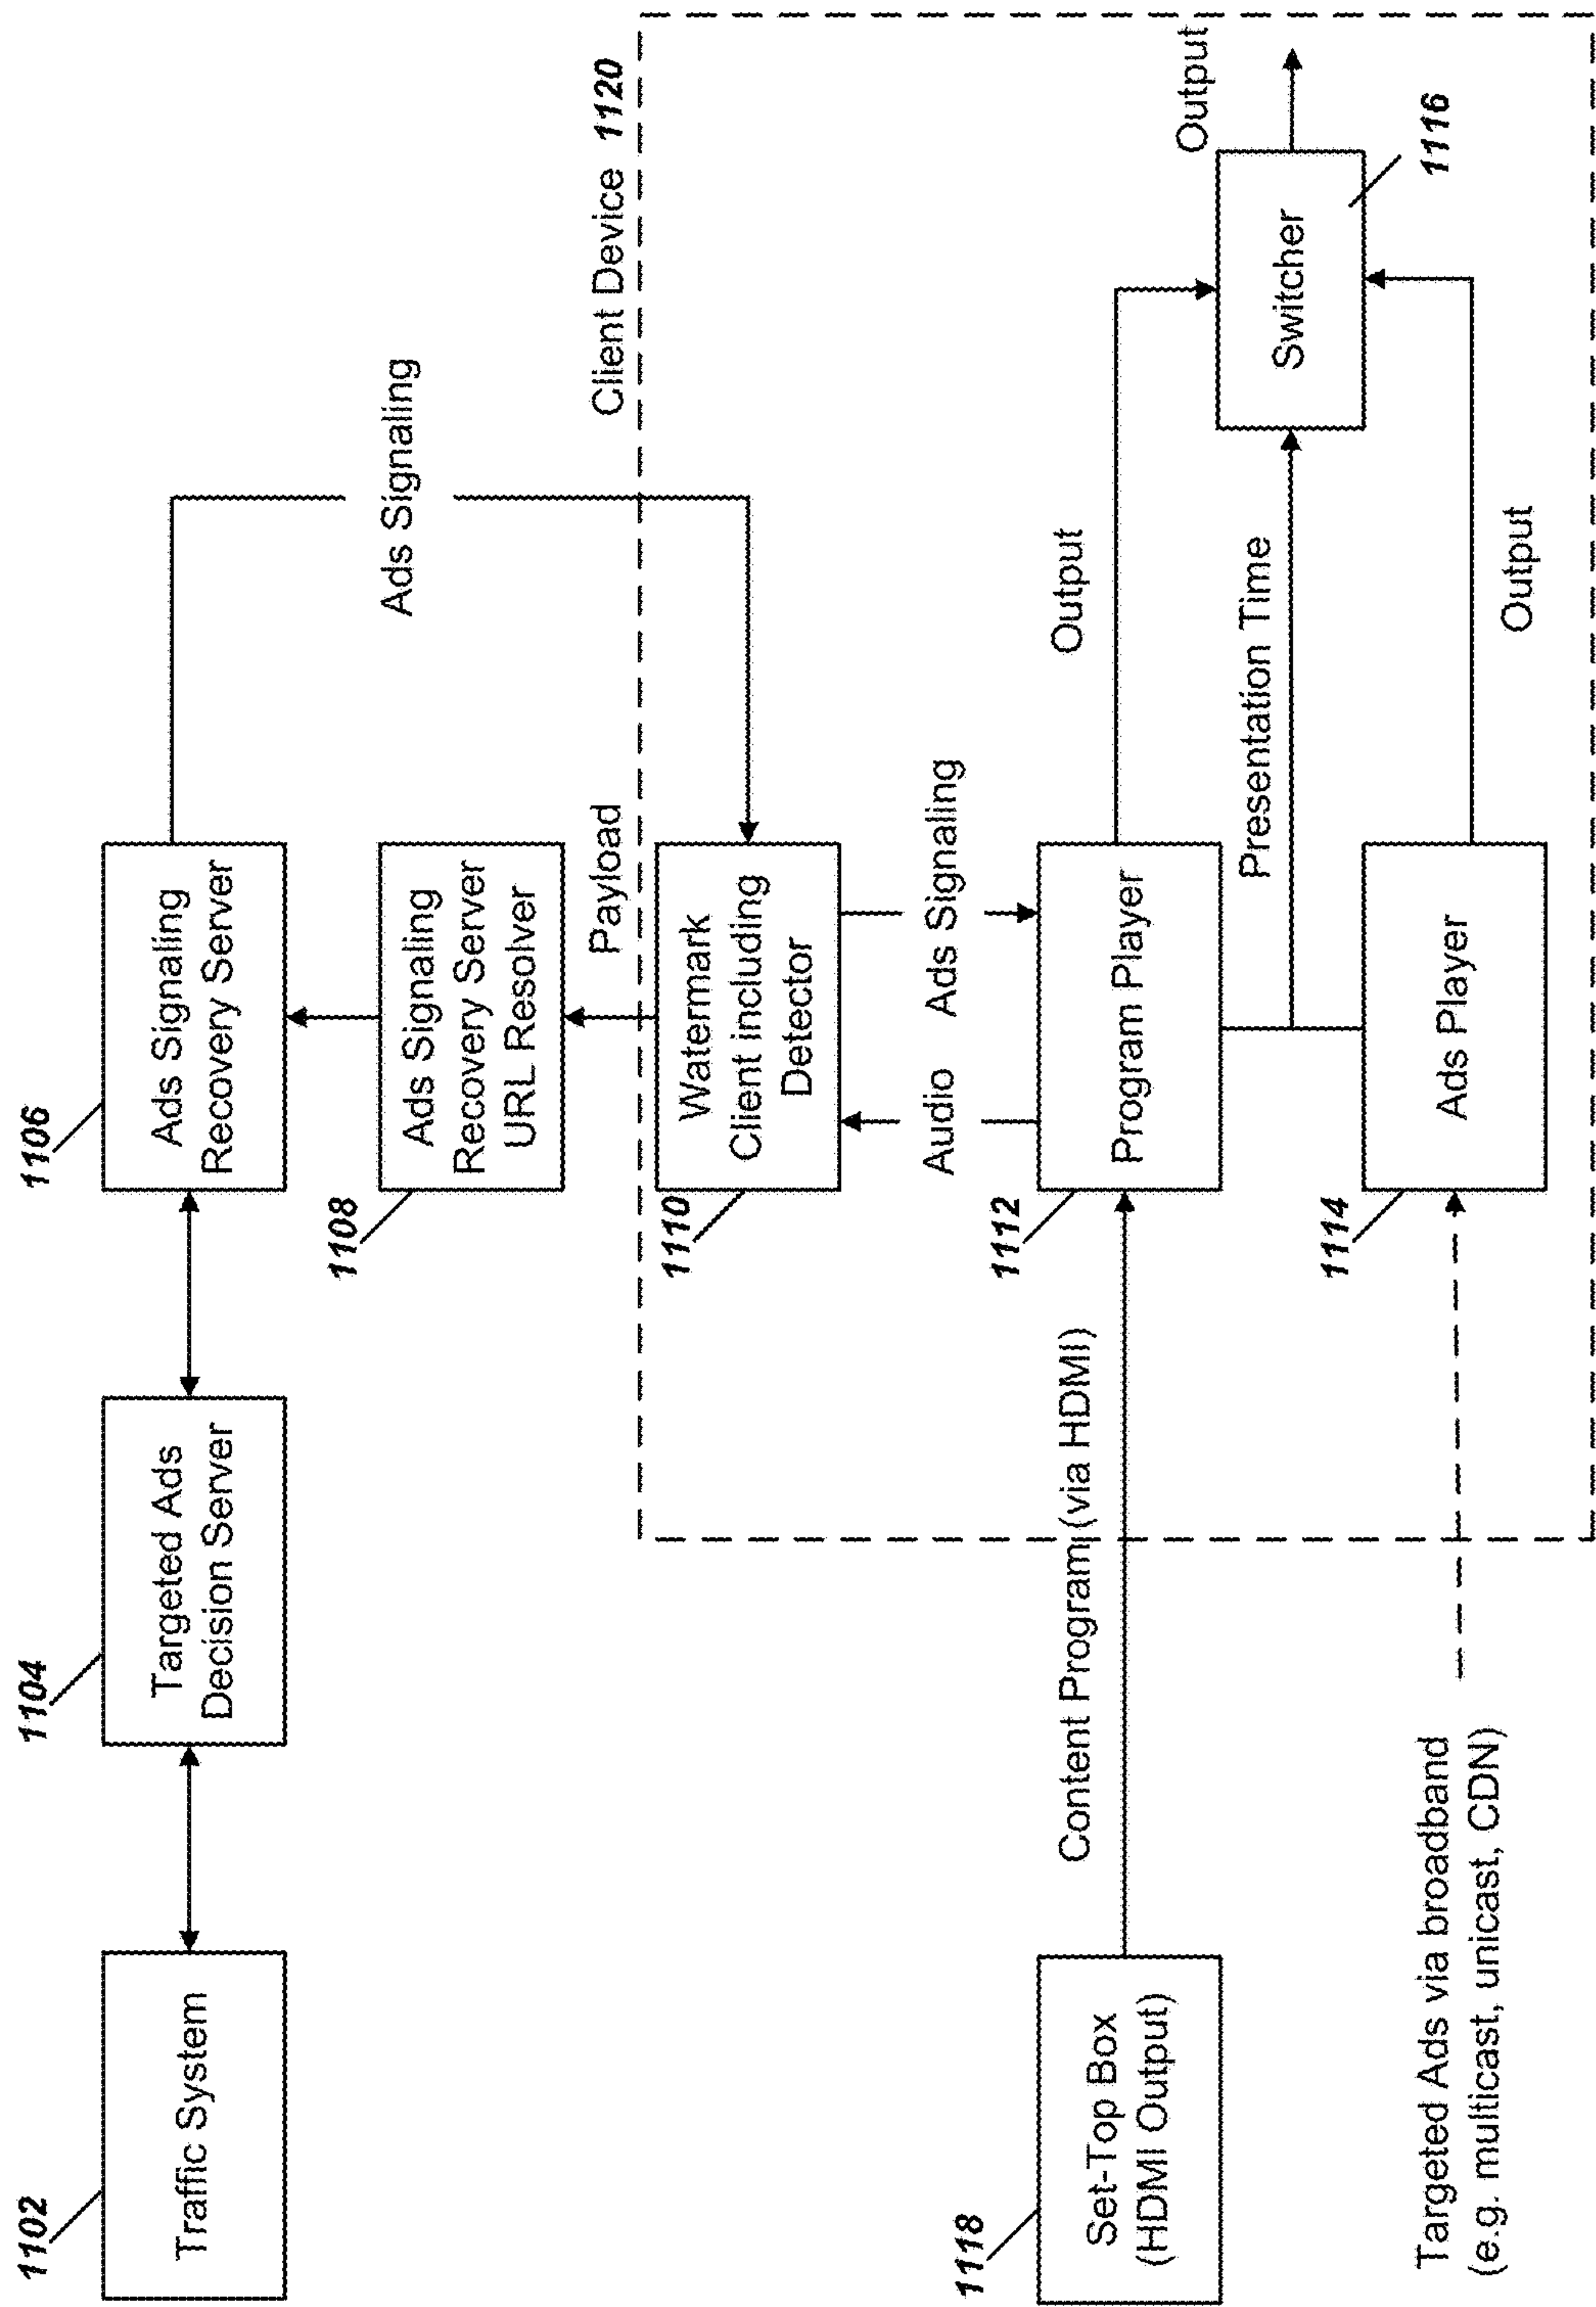 1102
Traffic System
1104
Targeted Ads
Decision Server
1106
Ads Signaling
Recovery Server
Ads Signaling
1108
Ads Signaling
Recovery Server
URL Resolver
Payload
Client Device 1120
1110
Watermark
Client including
Detector
Audio
Ads Signaling
1118
Set-Top Box
(HDMI Output)
Content Program (via HDMI)
1112
Program Player
Output
Presentation Time
Switcher
1116
Output
Targeted Ads via broadband
(e.g. multicast, unicast, CDN)
1114
Ads Player
Output